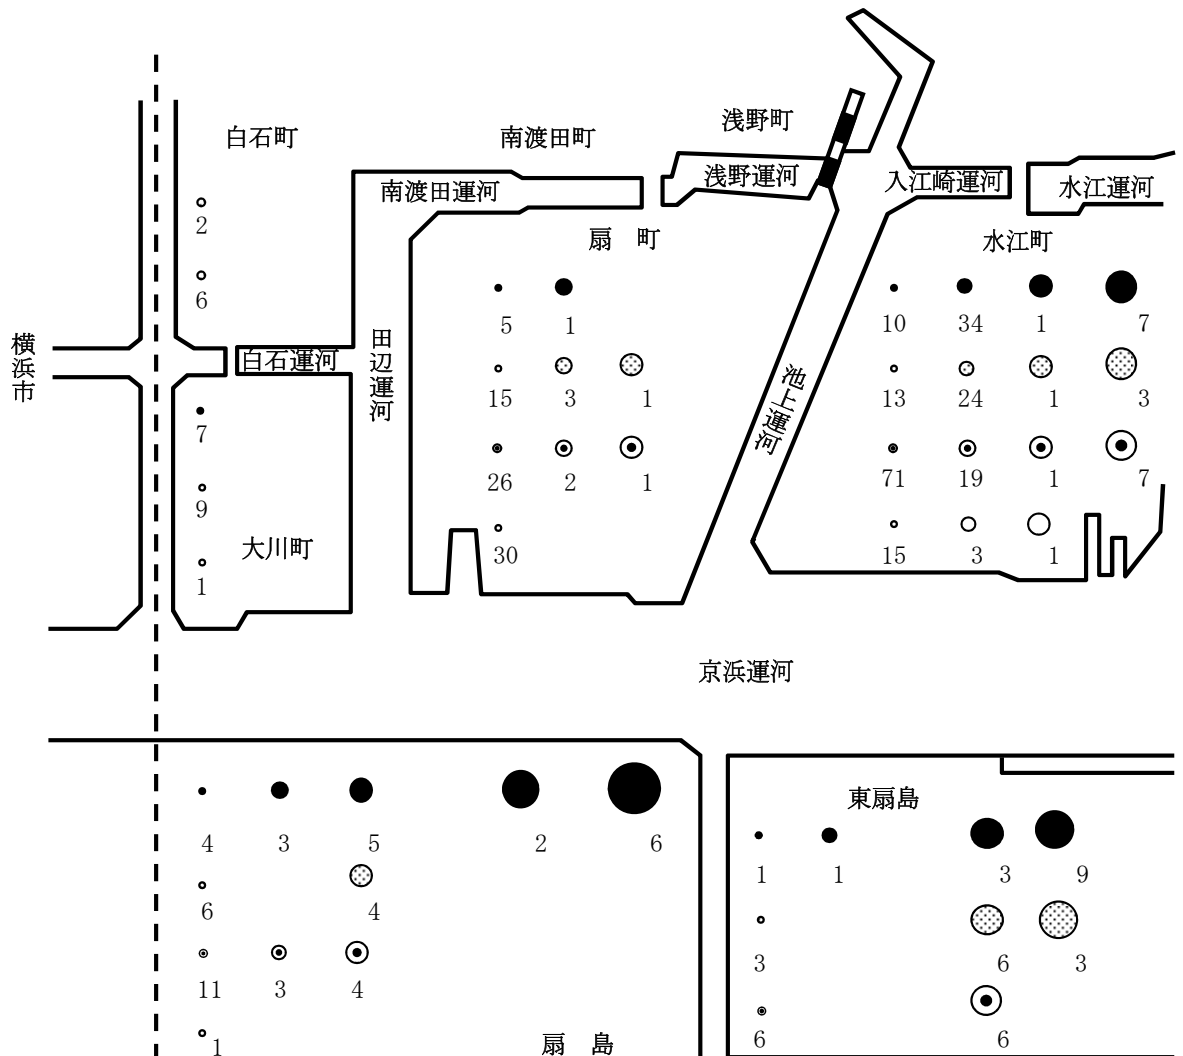 浅野町
白石町
南渡田町
南渡田運河
浅野運河
入江崎運河
水江運河
扇 町
水江町
2
6
横浜市
白石運河
田辺運河
池上運河
5 1
15 3 1
26 2 1
30
10 34 1 7
13 24 1 3
71 19 1 7
15 3 1
7
9
1
大川町
京浜運河
4 3 5 2 6
6 4
11 3 4
1
扇 島
東扇島
1 1 3 9
3 6 3
6 6